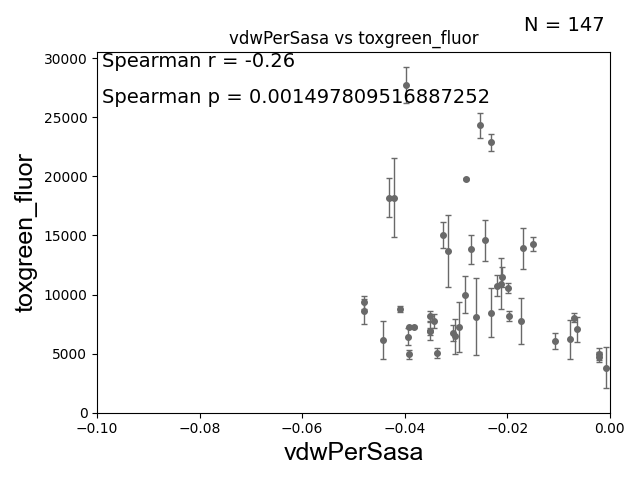 N = 147
vdwPerSasa vs toxgreen_fluor
Spearman r = -0.26
Spearman p = 0.001497809516887252
30000
25000
20000
15000
10000
5000
0
toxgreen_fluor
−0.10 −0.08 −0.06 −0.04 −0.02 0.00
vdwPerSasa